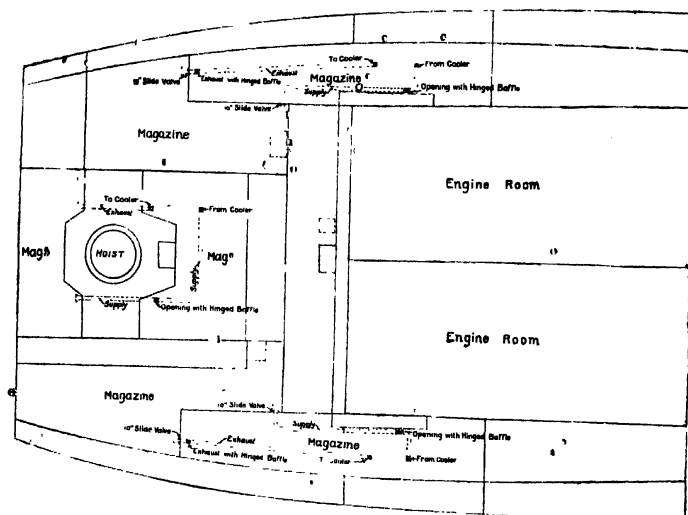 To Cooler
From Cooler
10" Slide Valve
Exhaust
Exhaust with Hinged Baffle
Magazine
Supply
Opening with Hinged Baffle
10" Slide Valve
Magazine
Engine Room
To Cooler
Exhaust
From Cooler
HOIST
Mag"
Mag"
Supply
Supply
Opening with Hinged Baffle
Engine Room
Magazine
10" Slide Valve
10" Slide Valve
Supply
Exhaust
Opening with Hinged Baffle
Magazine
Exhaust with Hinged Baffle
From Cooler